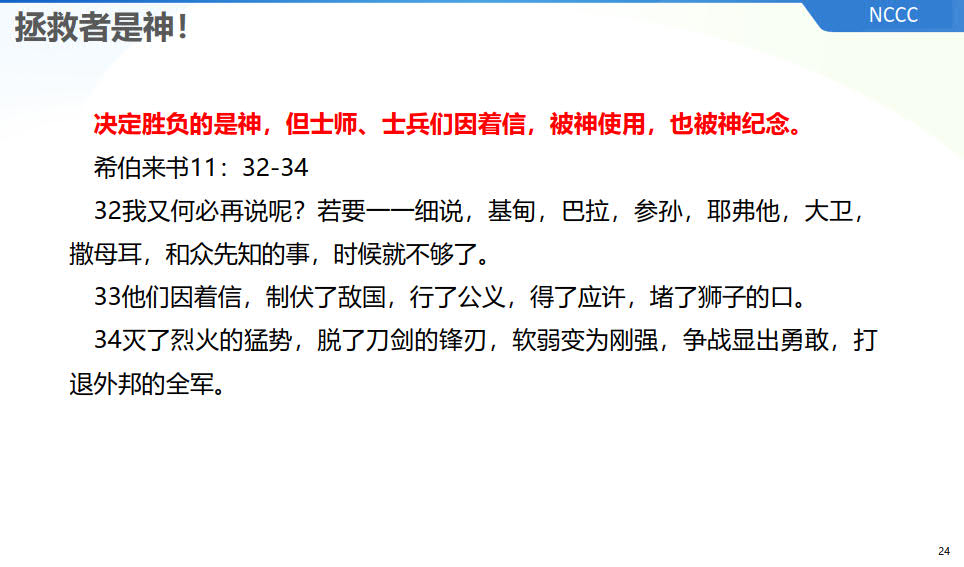 拯救者是神！
NCCC
决定胜负的是神，但士师、士兵们因着信，被神使用，也被神纪念。
希伯来书11：32-34
32我又何必再说呢？若要一一细说，基甸，巴拉，参孙，耶弗他，大卫，
撒母耳，和众先知的事，时候就不够了。
33他们因着信，制伏了敌国，行了公义，得了应许，堵了狮子的口。
34灭了烈火的猛势，脱了刀剑的锋刃，软弱变为刚强，争战显出勇敢，打
退外邦的全军。
24